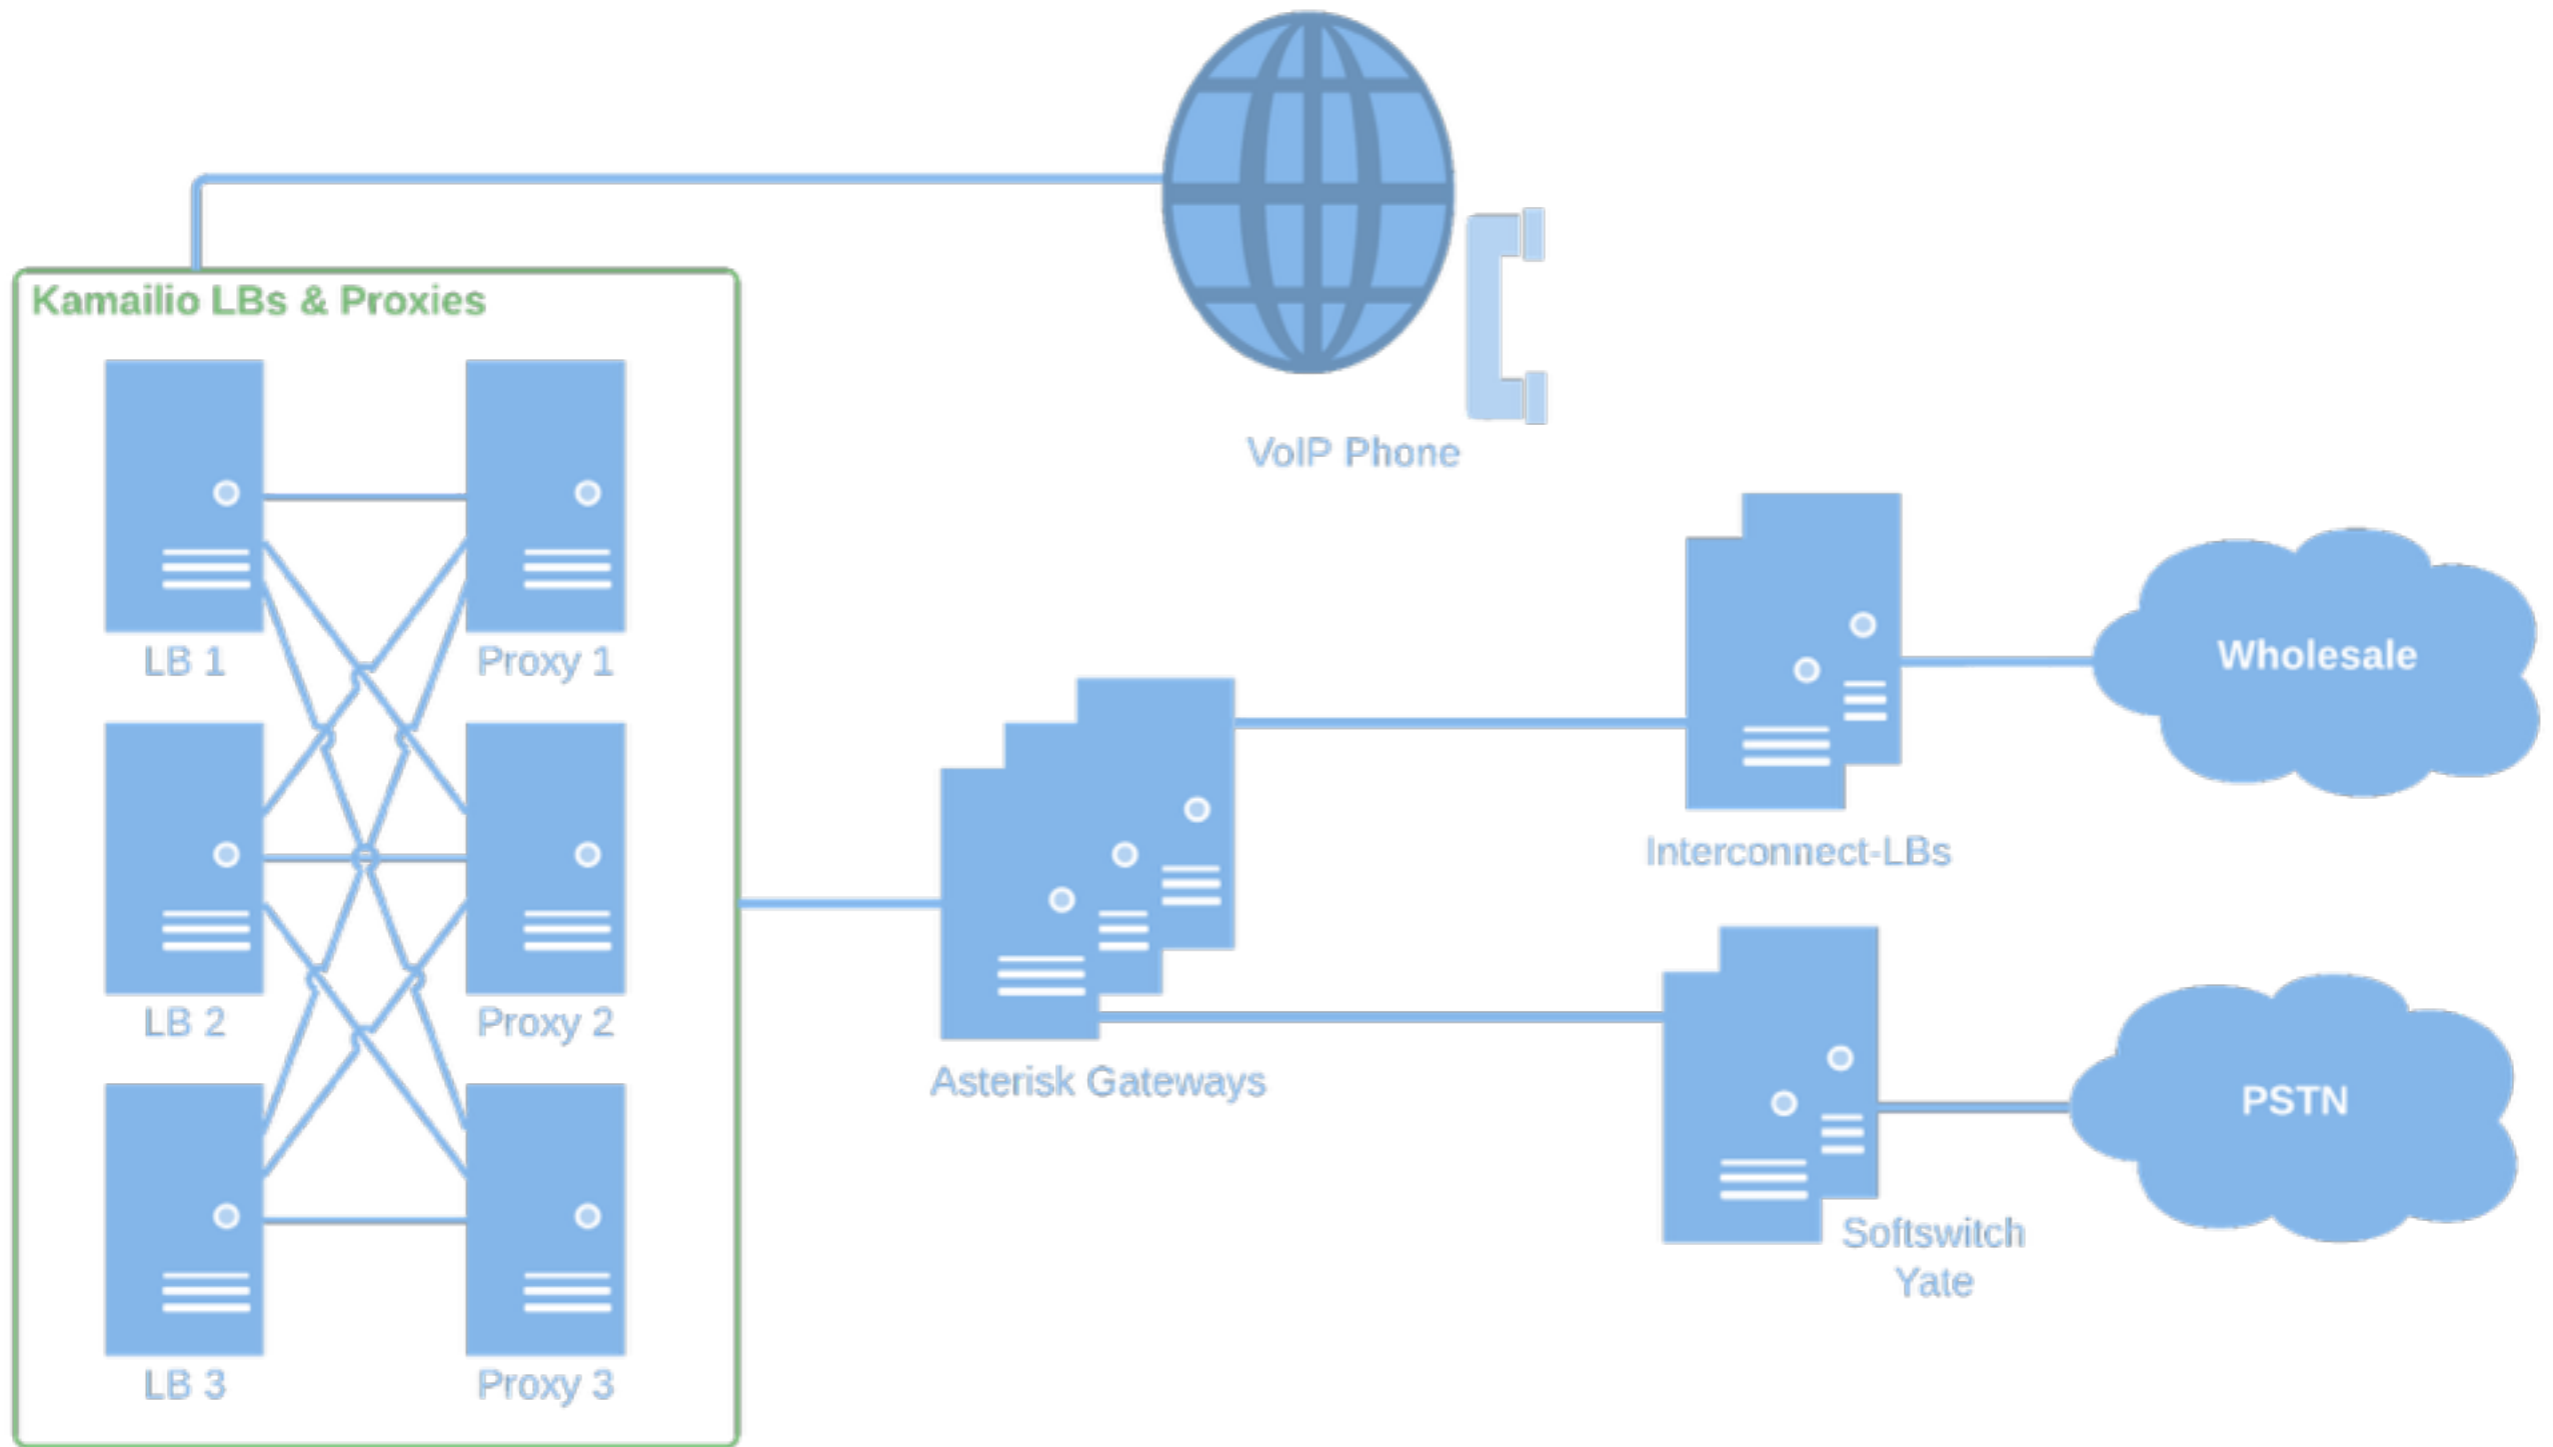 Kamailio LBs & Proxies
LB 1
Proxy 1
LB 2
Proxy 2
LB 3
Proxy 3
VoIP Phone
Asterisk Gateways
Interconnect-LBs
Wholesale
Softswitch
Yate
PSTN